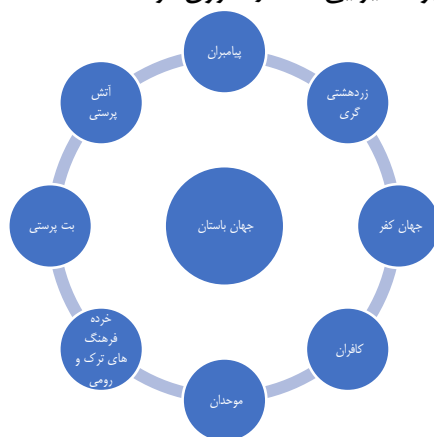 پیامبران
زردهشتی
گری
جهان کفر
کافران
موحدان
خرده
فرهنگ
های ترک و
رومی
بت پرستی
آتش
پرستی
جهان باستان